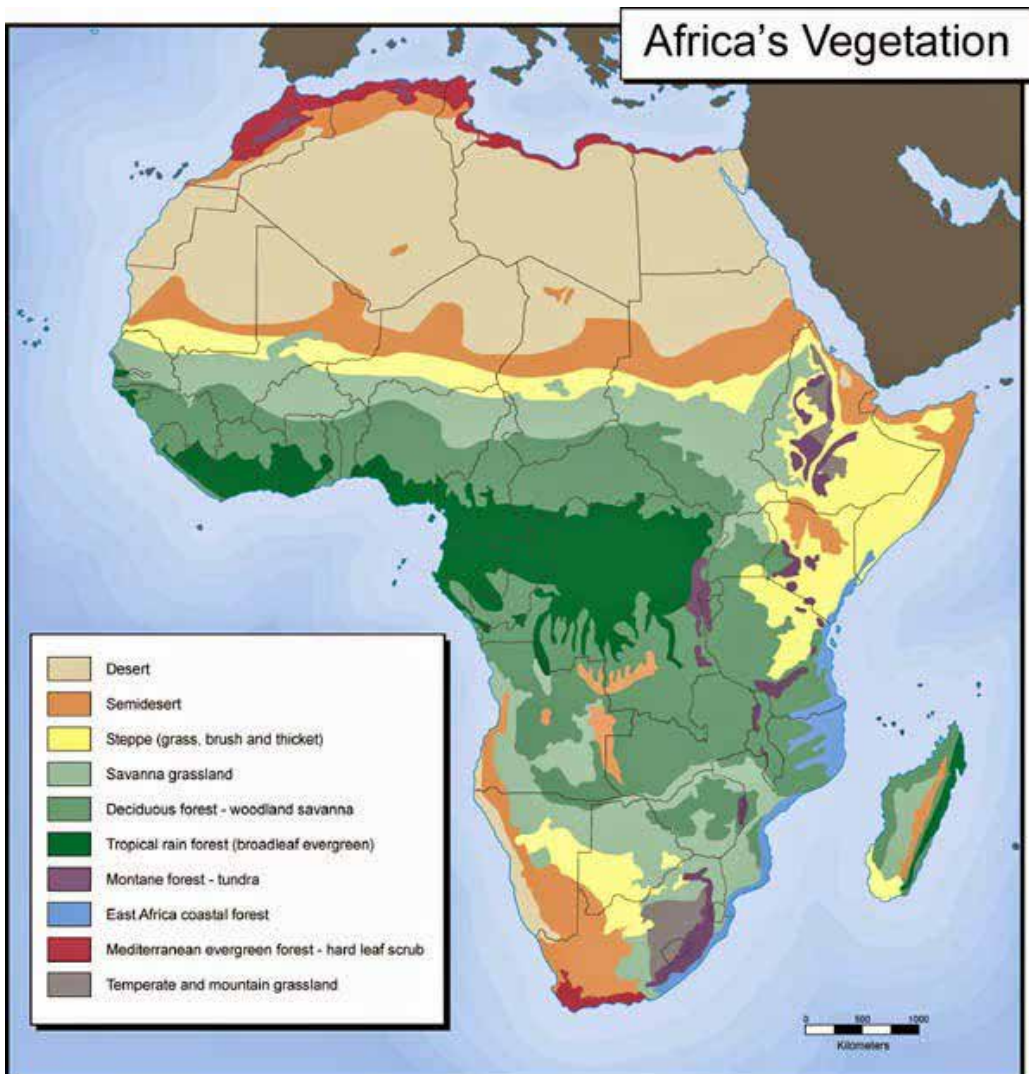 Africa's Vegetation
Desert
Semidesert
Steppe (grass, brush and thicket)
Savanna grassland
Deciduous forest - woodland savanna
Tropical rain forest (broadleaf evergreen)
Montane forest - tundra
East Africa coastal forest
Mediterranean evergreen forest - hard leaf scrub
Temperate and mountain grassland
0 500 1000
Kilometers